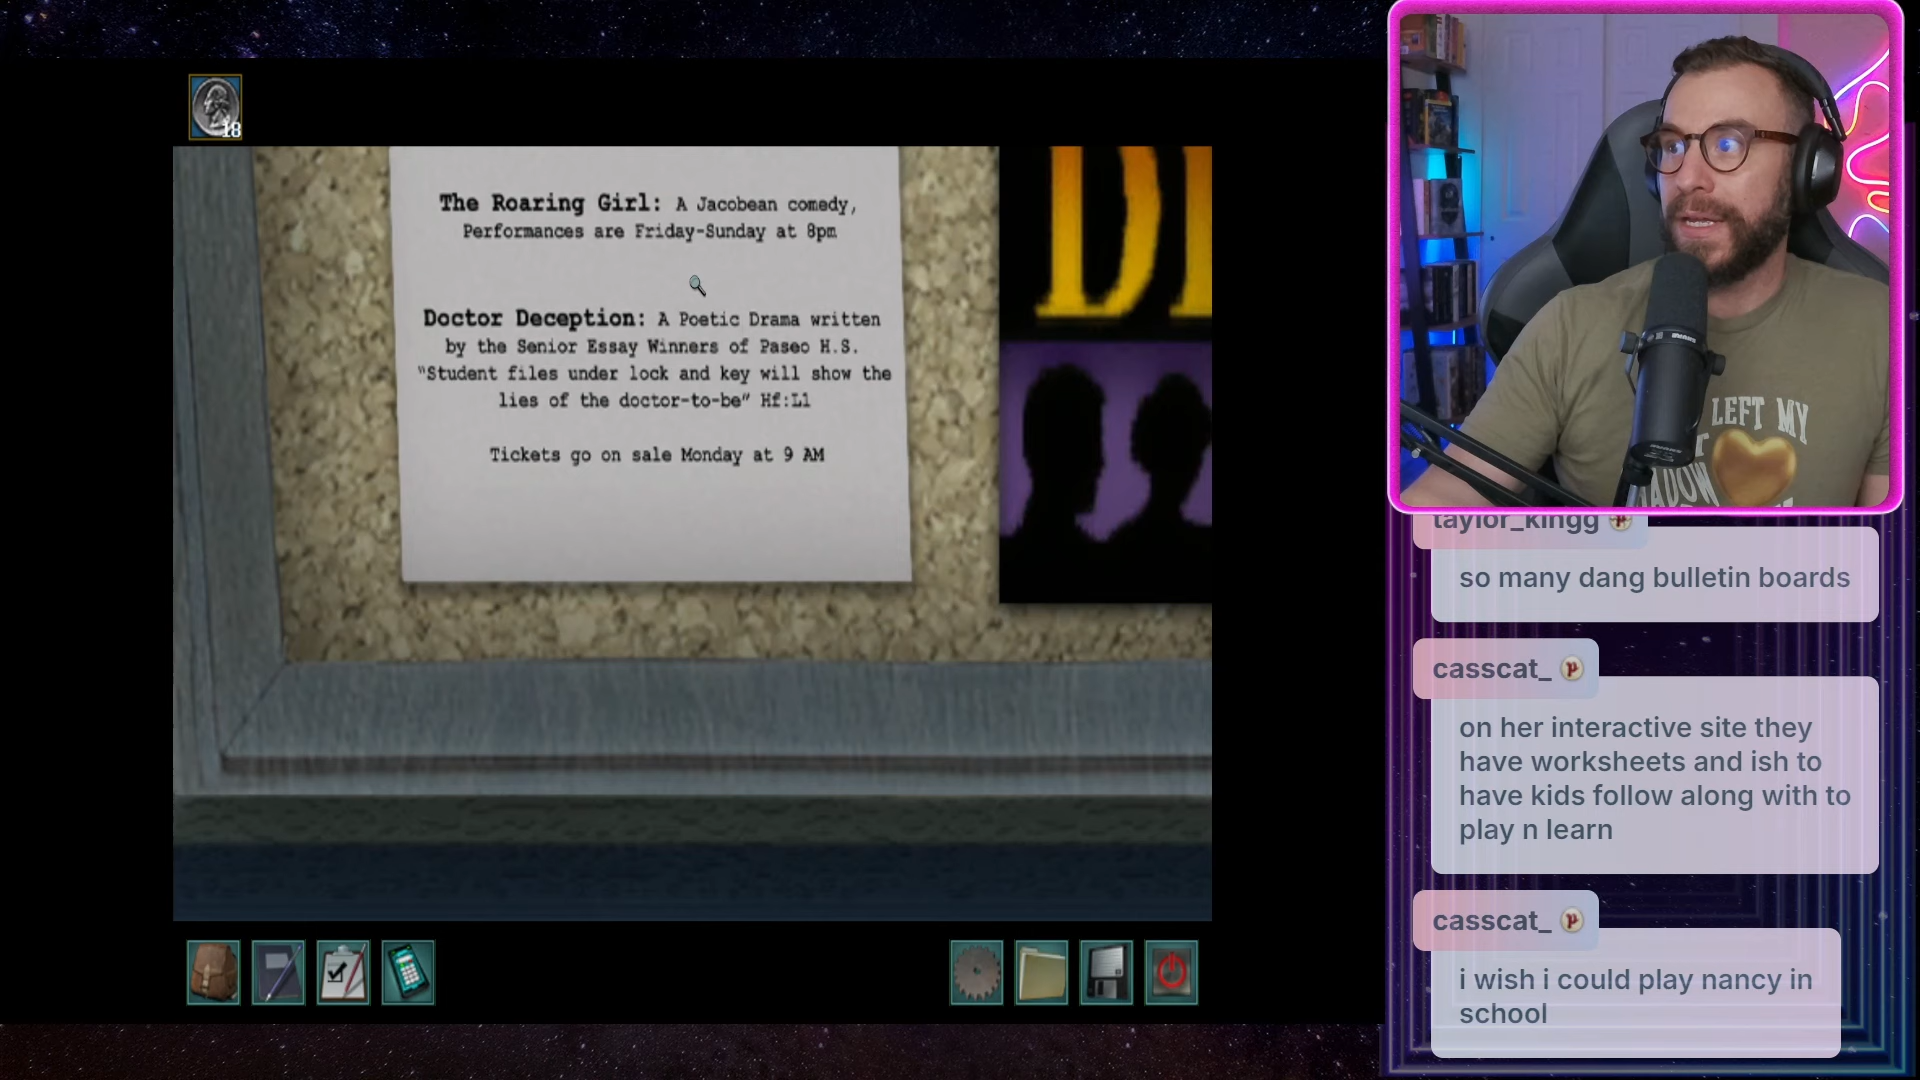 18
The Roaring Girl: A Jacobean comedy,
Performances are Friday-Sunday at 8pm
Doctor Deception: A Poetic Drama written
by the Senior Essay Winners of Paseo H.S.
"Student files under lock and key will show the
lies of the doctor-to-be" Hf:L1
Tickets go on sale Monday at 9 AM
D
LEFT MY
taylor_kingg
so many dang bulletin boards
casscat_
on her interactive site they
have worksheets and ish to
have kids follow along with to
play n learn
casscat_
i wish i could play nancy in
school